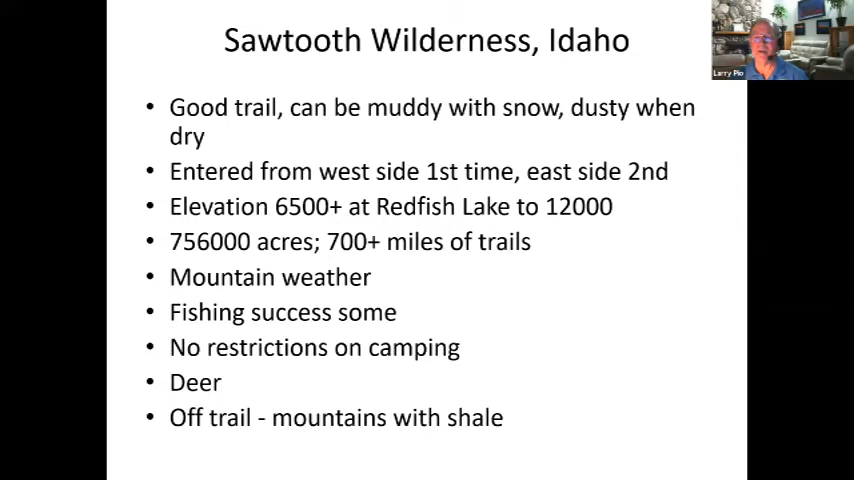 Sawtooth Wilderness, Idaho
• Good trail, can be muddy with snow, dusty when
dry
• Entered from west side 1st time, east side 2nd
• Elevation 6500+ at Redfish Lake to 12000
• 756000 acres; 700+ miles of trails
• Mountain weather
• Fishing success some
• No restrictions on camping
• Deer
• Off trail - mountains with shale
Larry Pio